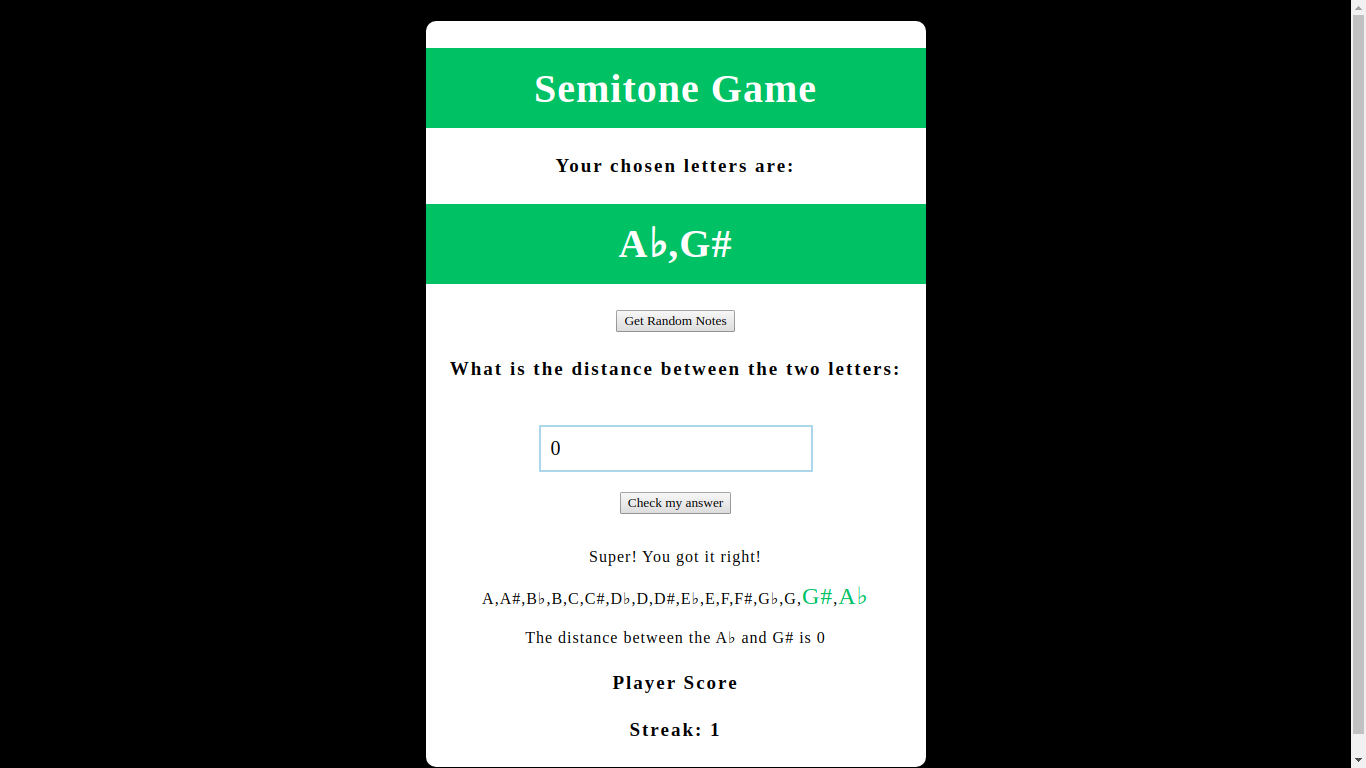 Semitone Game
Your chosen letters are:
A♭,G#
Get Random Notes
What is the distance between the two letters:
0
Check my answer
Super! You got it right!
A,A#,B♭,B,C,C#,D♭,D,D#,E♭,E,F,F#,G♭,G,G#,A♭
The distance between the A♭ and G# is 0
Player Score
Streak: 1